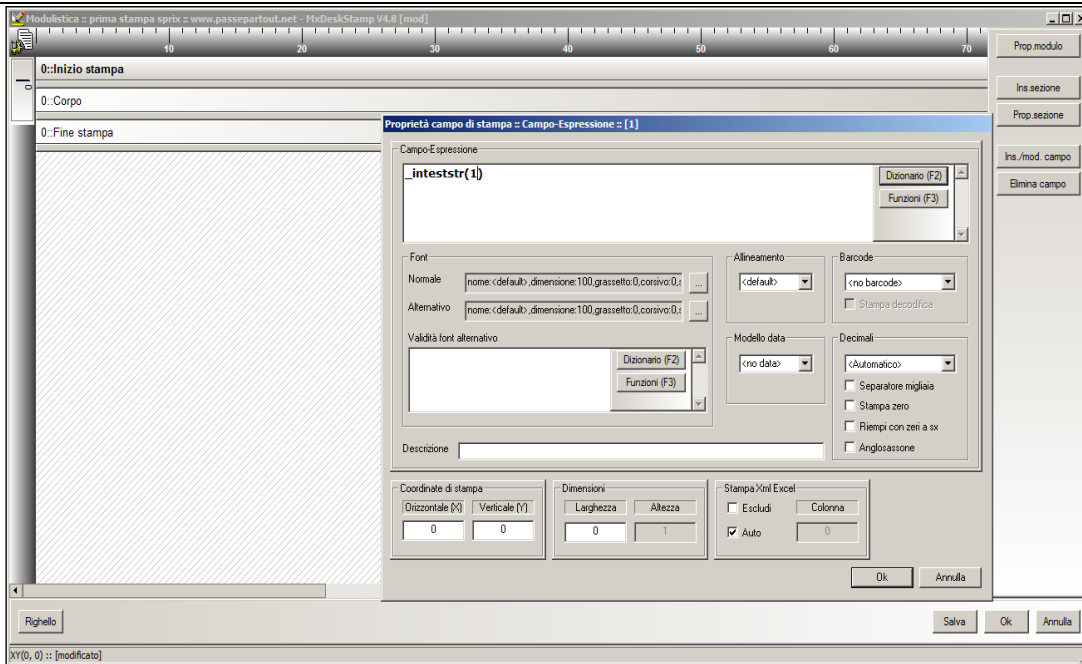 Modulistica :: prima stampa sprix :: www.passepartout.net - MxDeskStamp V4.8 [mod]
10 20 30 40 50 60 70
Prop.modulo
0::Inizio stampa
0
Ins.sezione
0::Corpo
Prop.sezione
0::Fine stampa
Proprietà campo di stampa :: Campo-Espressione :: [1]
Ins./mod. campo
Elimina campo
Campo-Espressione
_inteststr(1)
Dizionario (F2)
Funzioni (F3)
Font
Allineamento
Barcode
Normale
nome:<default>,dimensione:100,grassetto:0,corsivo:0,s
...
<default>
<no barcode>
Stampa decodifica
Alternativo
nome:<default>,dimensione:100,grassetto:0,corsivo:0,s
...
Validità font alternativo
Modello data
Decimali
Dizionario (F2)
Funzioni (F3)
<no data>
<Automatico>
Separatore migliaia
Stampa zero
Riempi con zeri a sx
Anglosassone
Descrizione
Coordinate di stampa
Dimensioni
Stampa Xml Excel
Orizzontale (X) Verticale (Y)
Larghezza Altezza
Escludi Colonna
0 0
0 1
Auto 0
Ok Annulla
Righello
Salva Ok Annulla
XY(0, 0) :: [modificato]